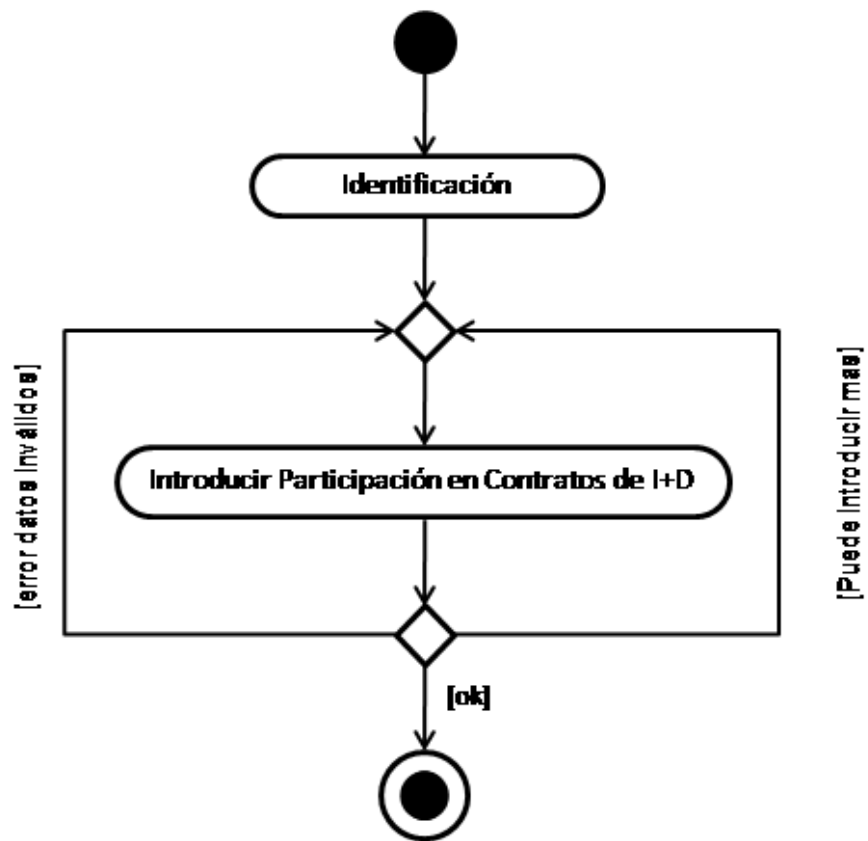 Identificación
[error datos inválidos]
[Puede introducir mas]
Introducir Participación en Contratos de I+D
[ok]